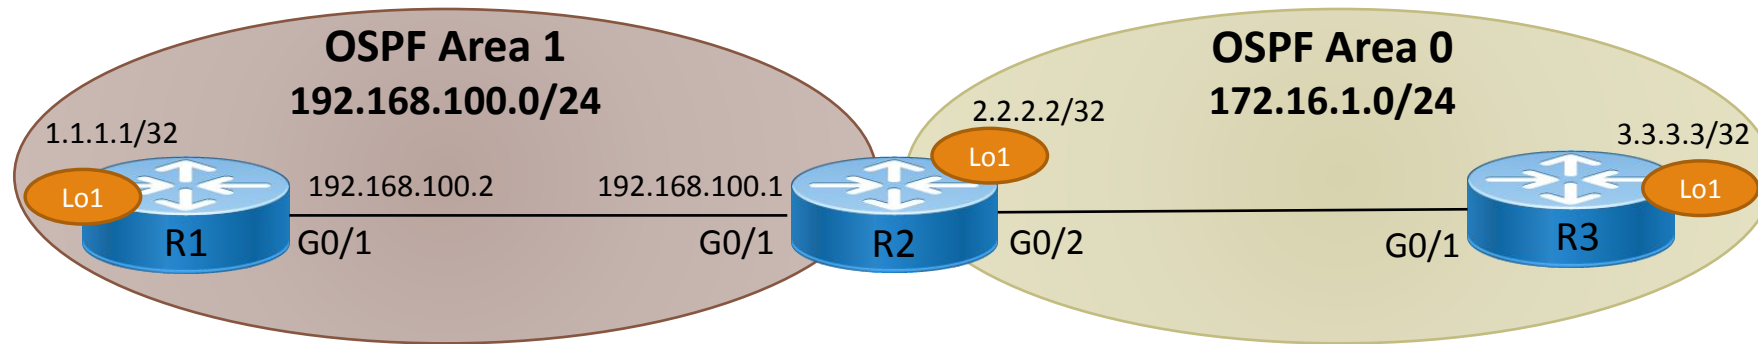 OSPF Area 1
192.168.100.0/24
1.1.1.1/32
Lo1
192.168.100.2
192.168.100.1
R1
G0/1
G0/1
OSPF Area 0
172.16.1.0/24
2.2.2.2/32
Lo1
3.3.3.3/32
Lo1
R2
G0/2
G0/1
R3